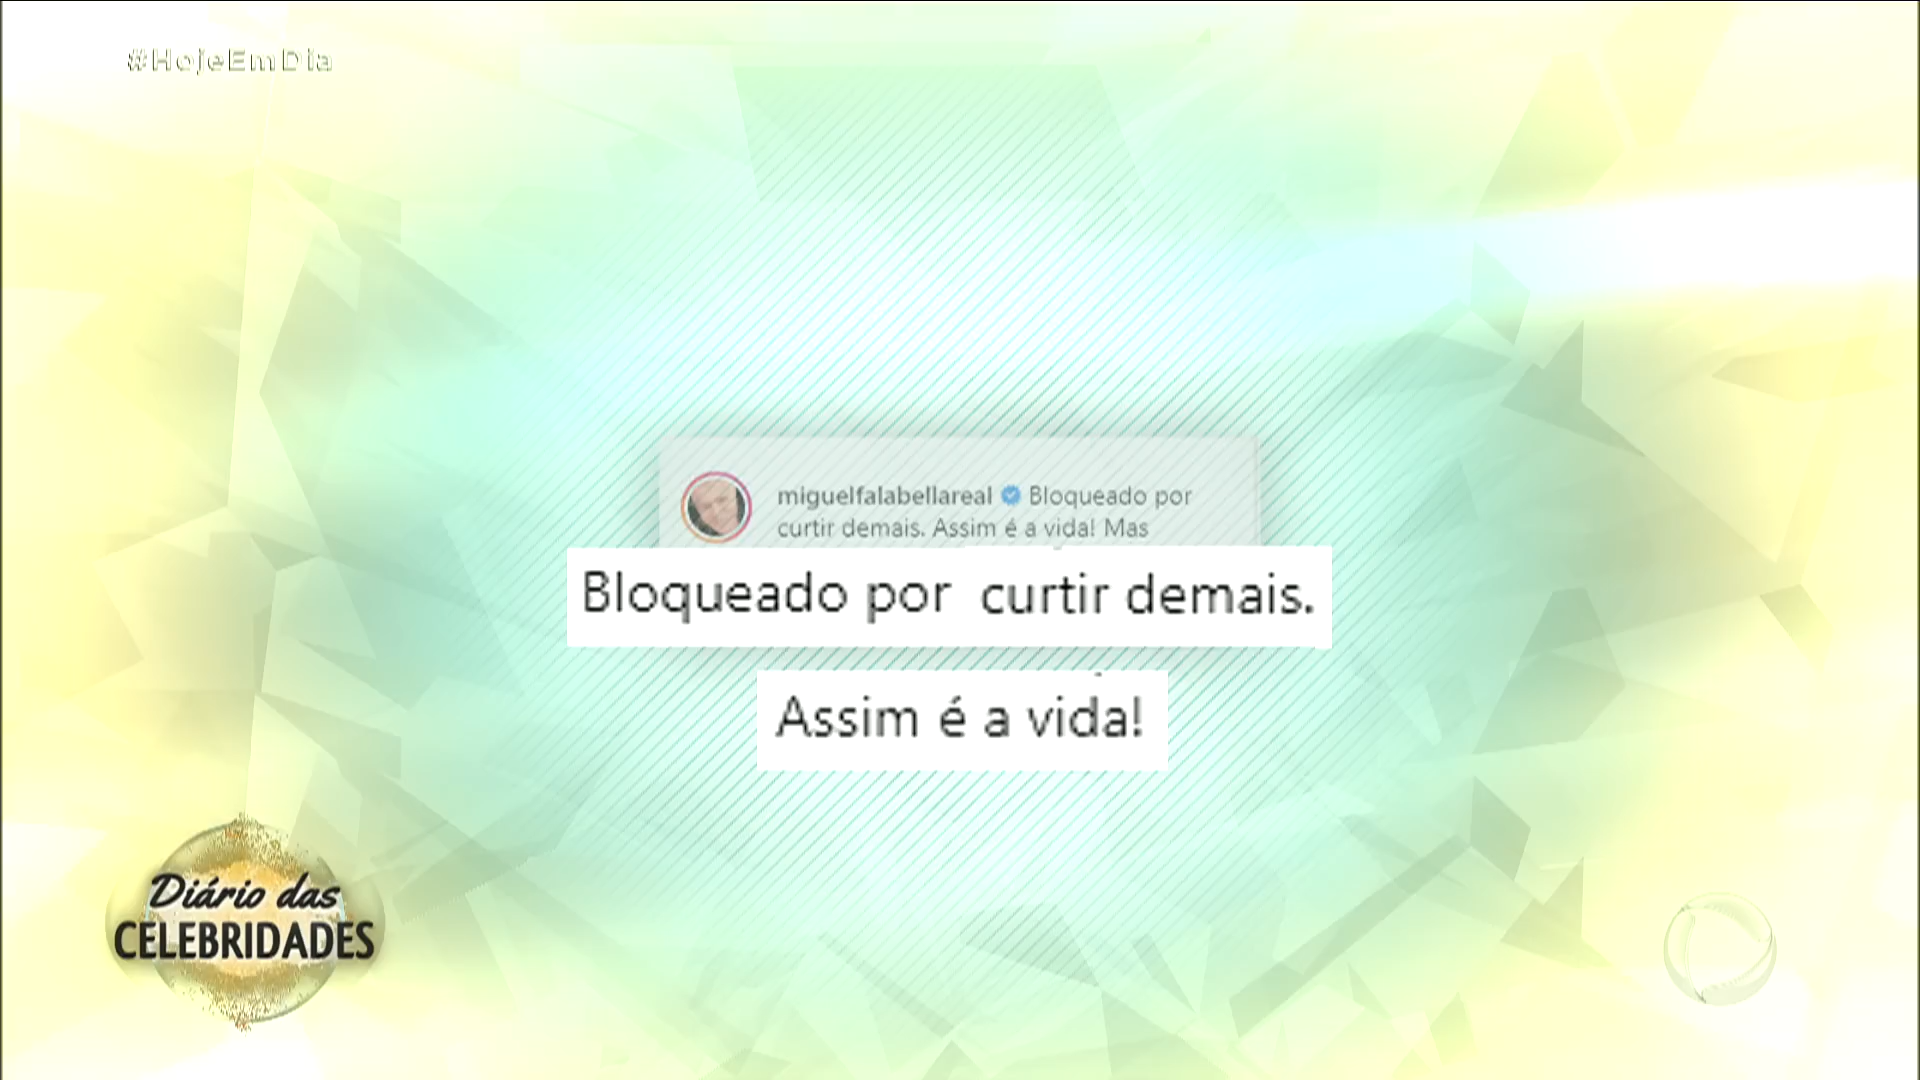 #HojeEmDia
miguelfalabellareal Bloqueado por
curtir demais. Assim é a vida! Mas
Bloqueado por curtir demais.
Assim é a vida!
Diário das
CELEBRIDADES